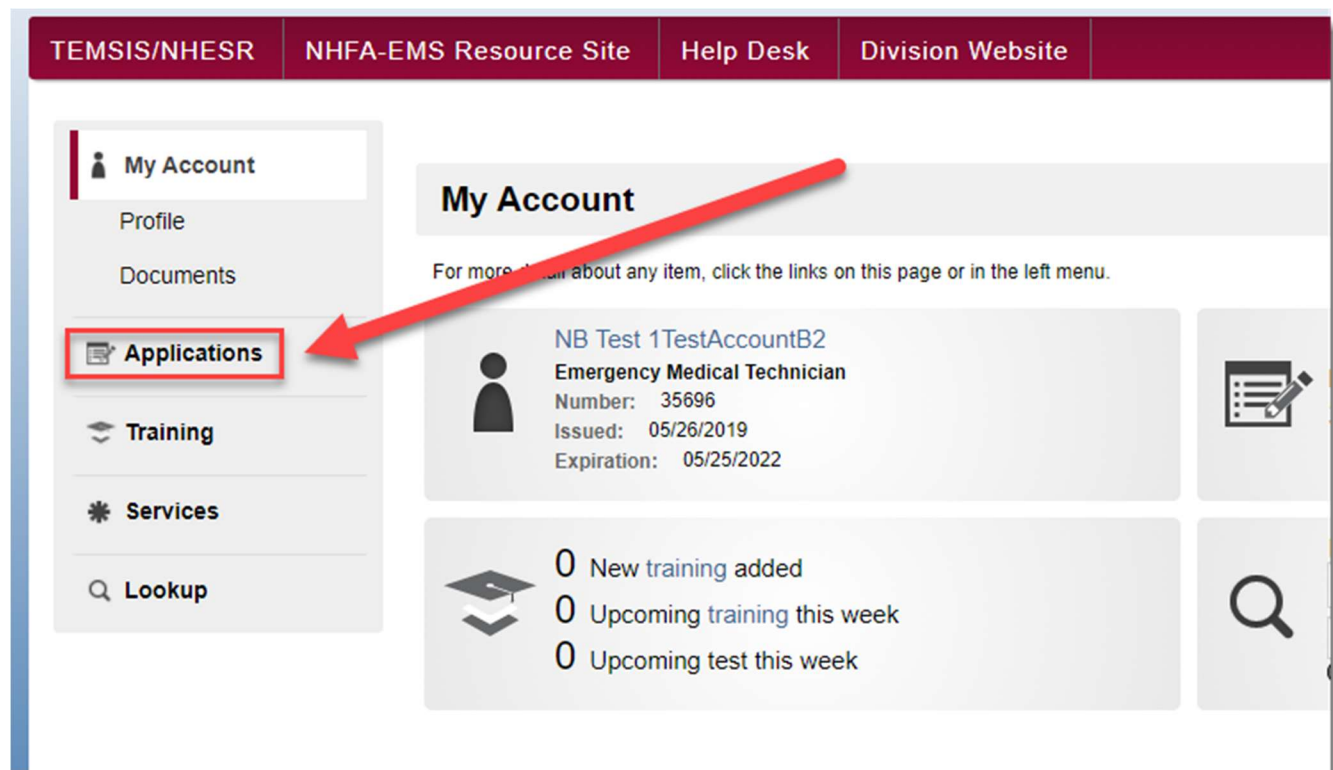 TEMSIS/NHESR NHFA-EMS Resource Site Help Desk Division Website
My Account
Profile
Documents
Applications
Training
Services
Lookup
My Account
For more detail about any item, click the links on this page or in the left menu.
NB Test 1TestAccountB2
Emergency Medical Technician
Number: 35696
Issued: 05/26/2019
Expiration: 05/25/2022
0 New training added
0 Upcoming training this week
0 Upcoming test this week